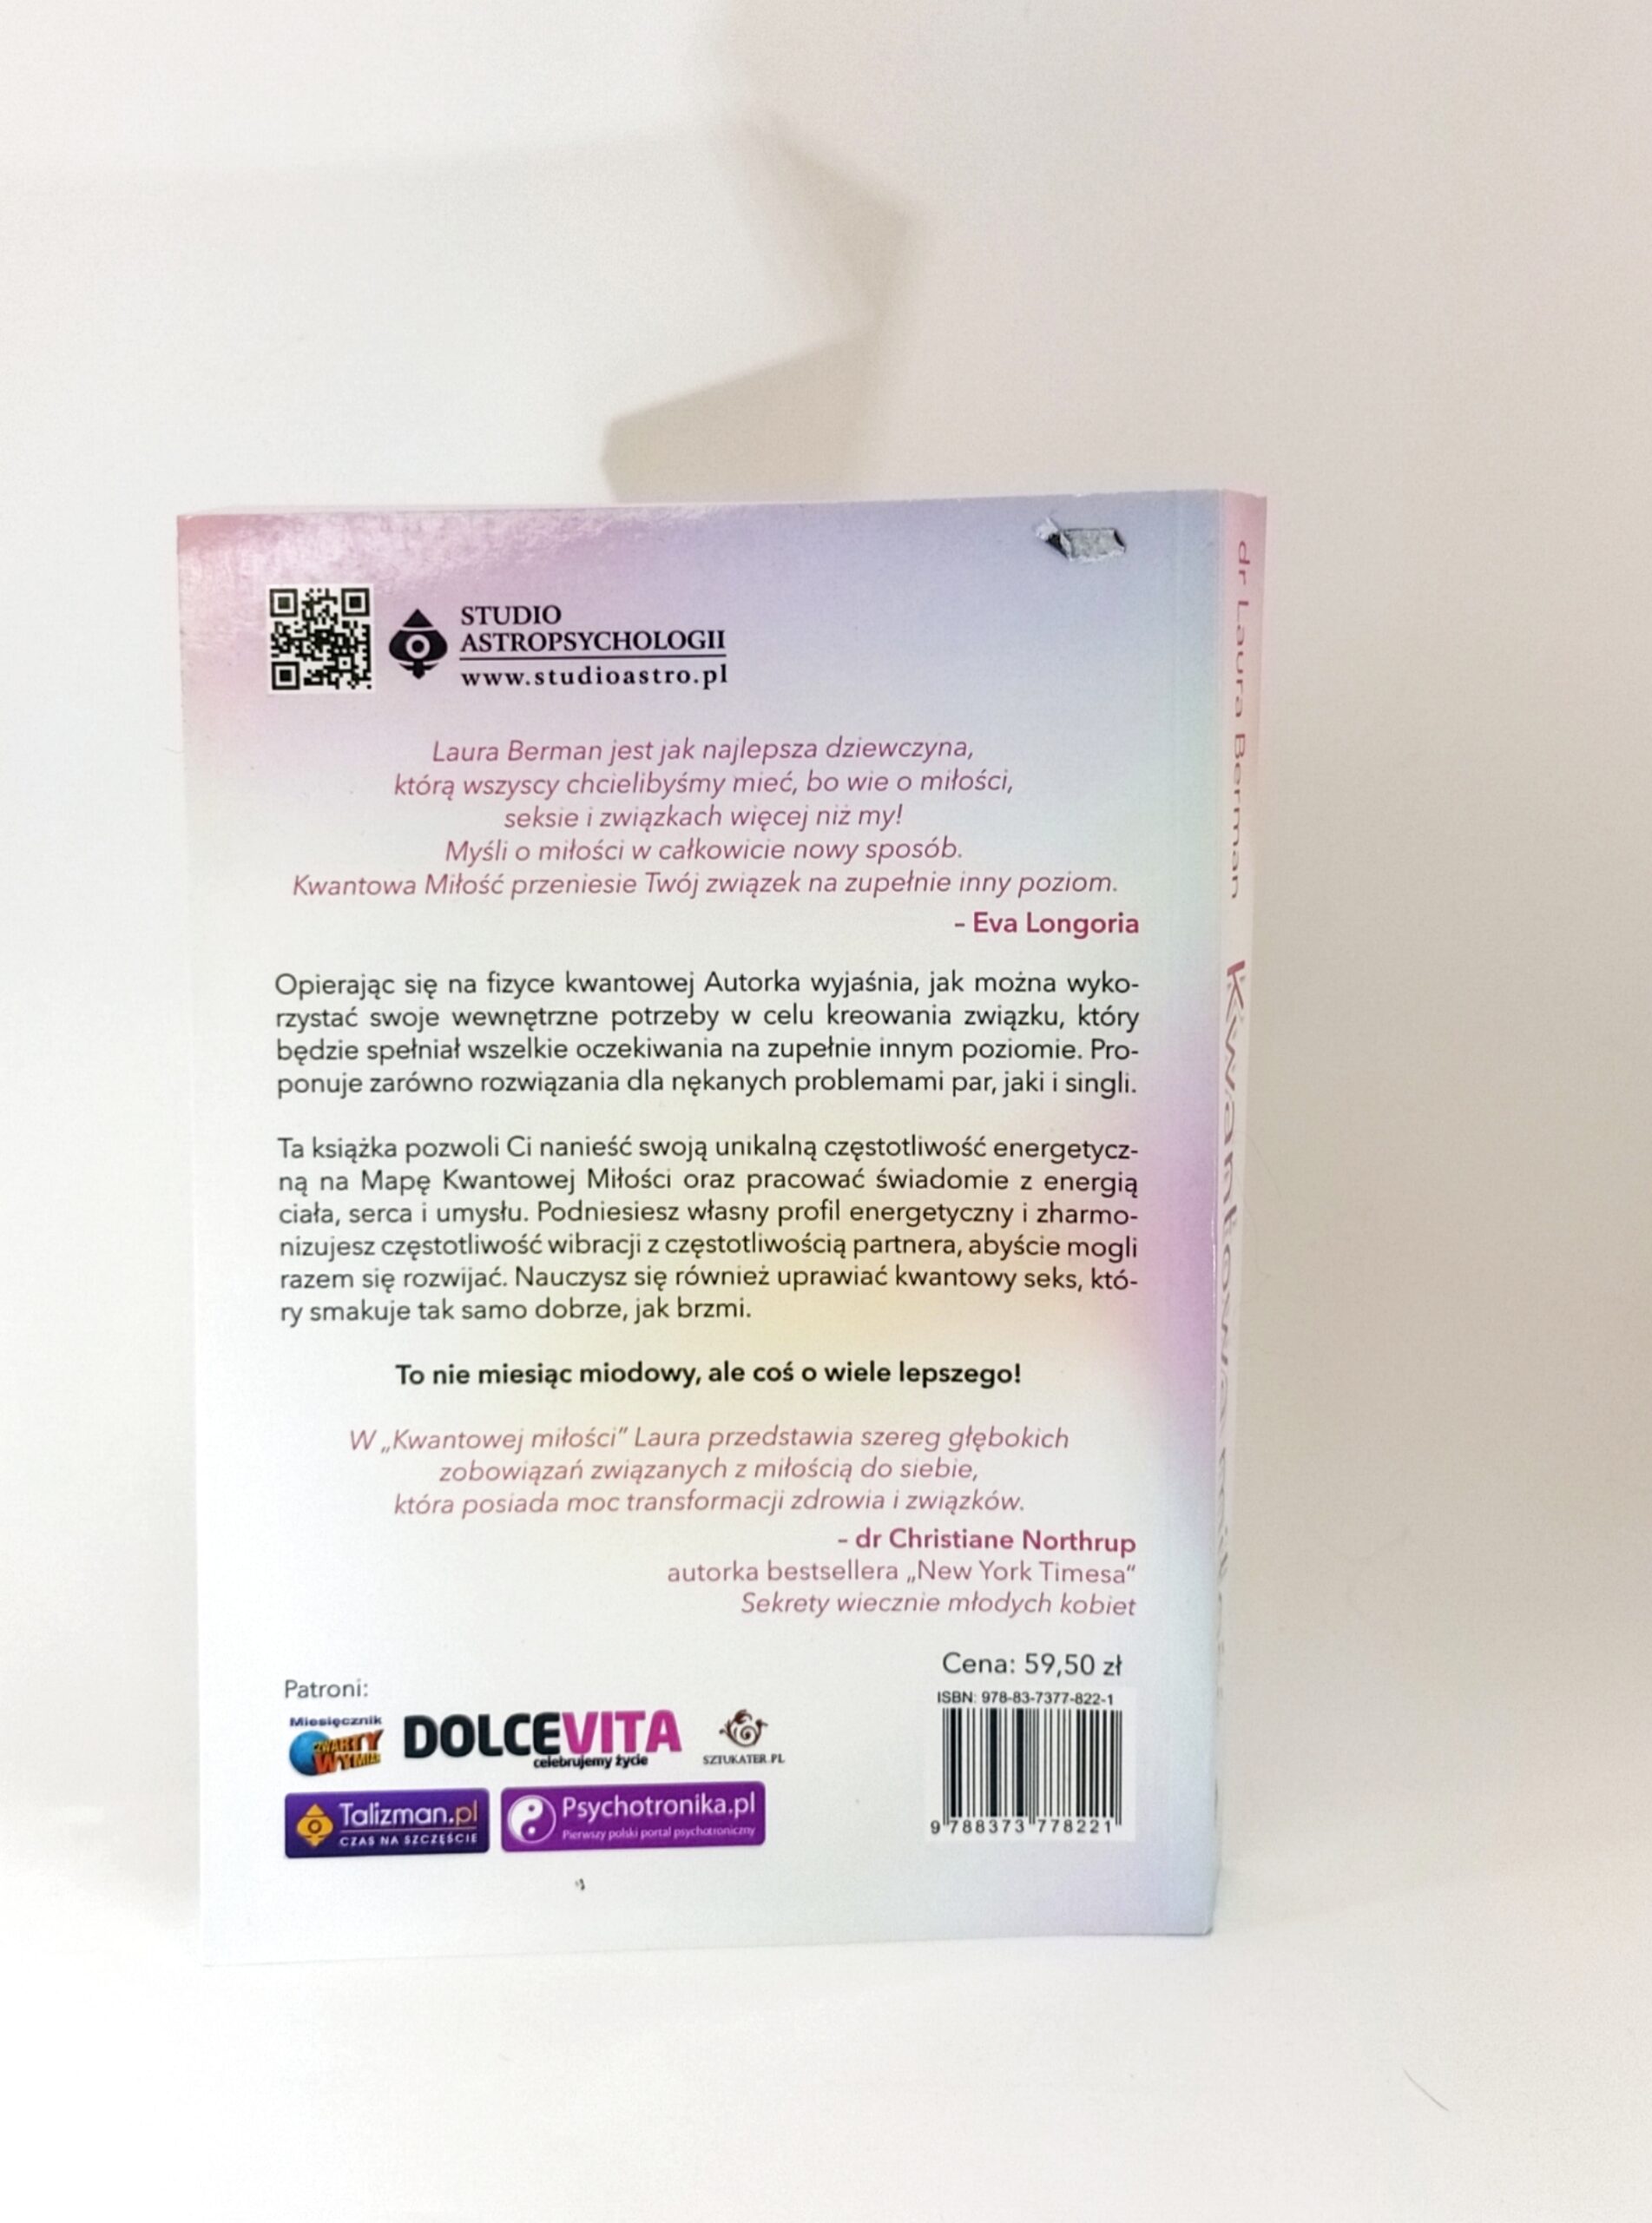 STUDIO
ASTROPSYCHOLOGII
www.studioastro.pl
Laura Berman jest jak najlepsza dziewczyna,
którą wszyscy chcielibyśmy mieć, bo wie o miłości,
seksie i związkach więcej niż my!
Myśli o miłości w całkowicie nowy sposób.
Kwantowa Miłość przeniesie Twój związek na zupełnie inny poziom.
– Eva Longoria
Opierając się na fizyce kwantowej Autorka wyjaśnia, jak można wyko-
rzystać swoje wewnętrzne potrzeby w celu kreowania związku, który
będzie spełniał wszelkie oczekiwania na zupełnie innym poziomie. Pro-
ponuje zarówno rozwiązania dla nękanych problemami par, jaki i singli.
Ta książka pozwoli Ci nanieść swoją unikalną częstotliwość energetycz-
ną na Mapę Kwantowej Miłości oraz pracować świadomie z energią
ciała, serca i umysłu. Podniesiesz własny profil energetyczny i zharmo-
nizujesz częstotliwość wibracji z częstotliwością partnera, abyście mogli
razem się rozwijać. Nauczysz się również uprawiać kwantowy seks, któ-
ry smakuje tak samo dobrze, jak brzmi.
To nie miesiąc miodowy, ale coś o wiele lepszego!
W „Kwantowej miłości” Laura przedstawia szereg głębokich
zobowiązań związanych z miłością do siebie,
która posiada moc transformacji zdrowia i związków.
– dr Christiane Northrup
autorka bestsellera „New York Timesa”
Sekrety wiecznie młodych kobiet
Cena: 59,50 zł
ISBN: 978-83-7377-822-1
9 788373 778221
Patroni:
Miesięcznik
CZWARTY
WYMIAR
DOLCEVITA
celebrujemy życie
SZTUKATER.PL
Talizman.pl
CZAS NA SZCZĘŚCIE
Psychotronika.pl
Pierwszy polski portal psychotroniczny
dr Laura Berman Kwantowa miłość